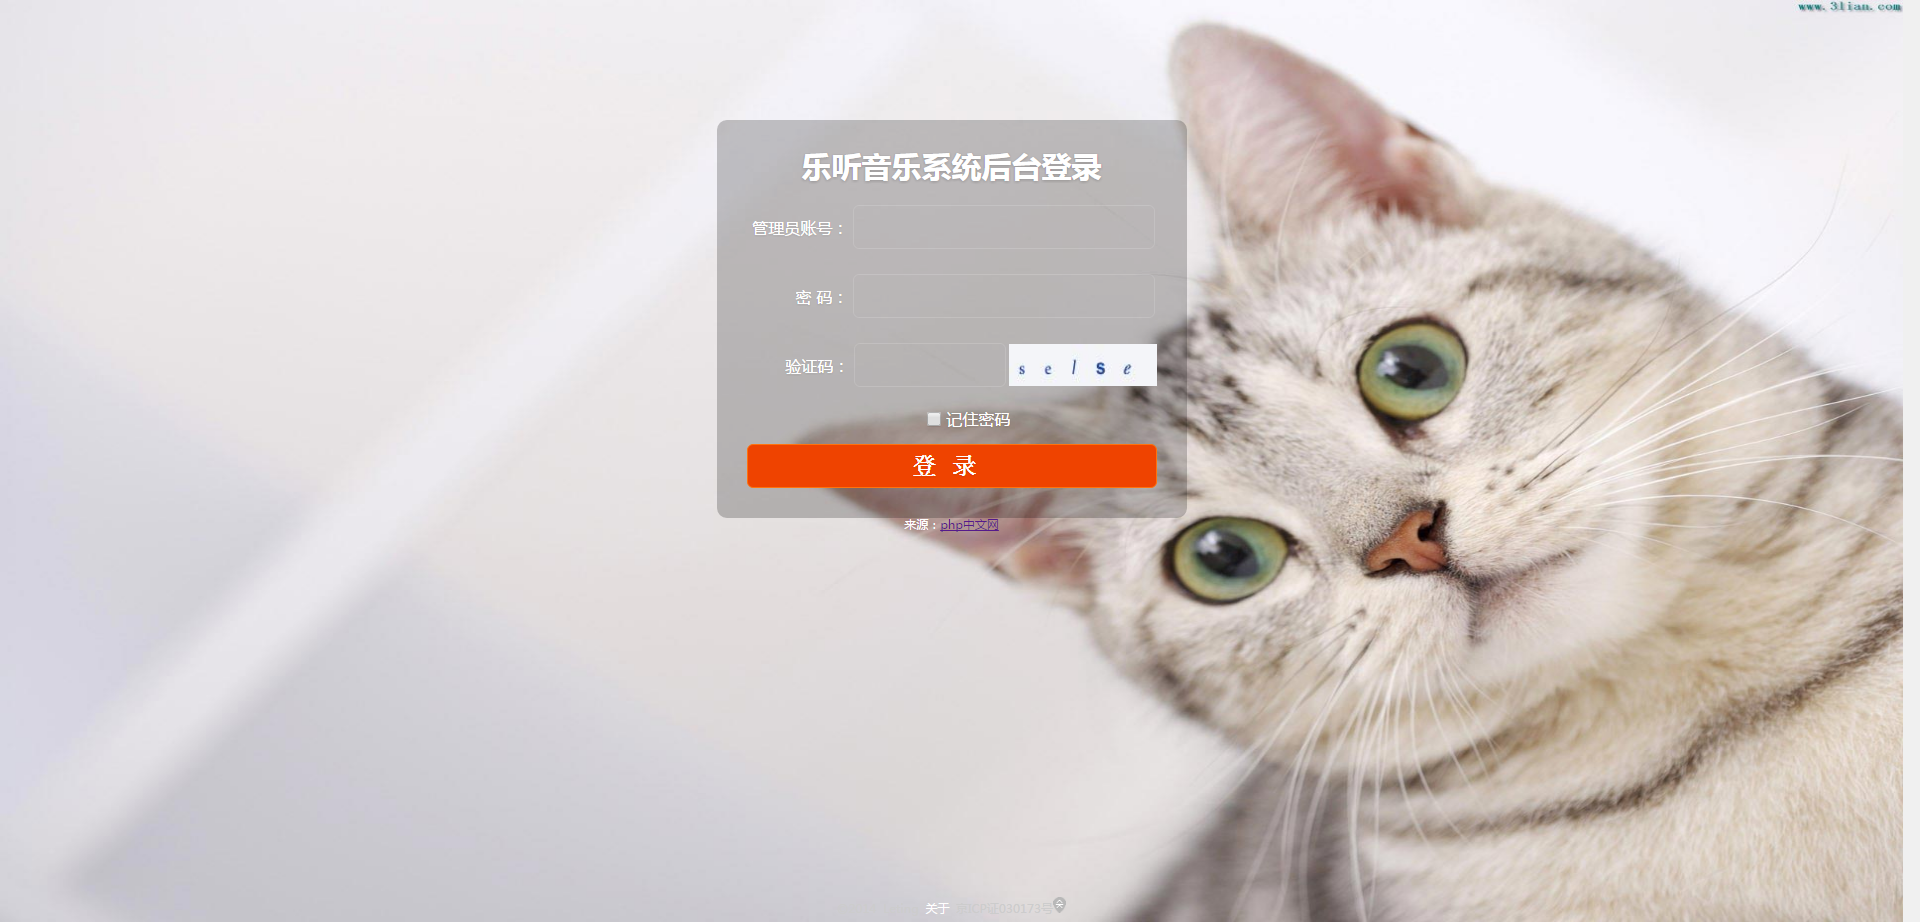 www.3lian.com
乐听音乐系统后台登录
管理员账号：
密 码：
验证码： s e l s e
记住密码
登 录
来源：php中文网
关于 京ICP证030173号